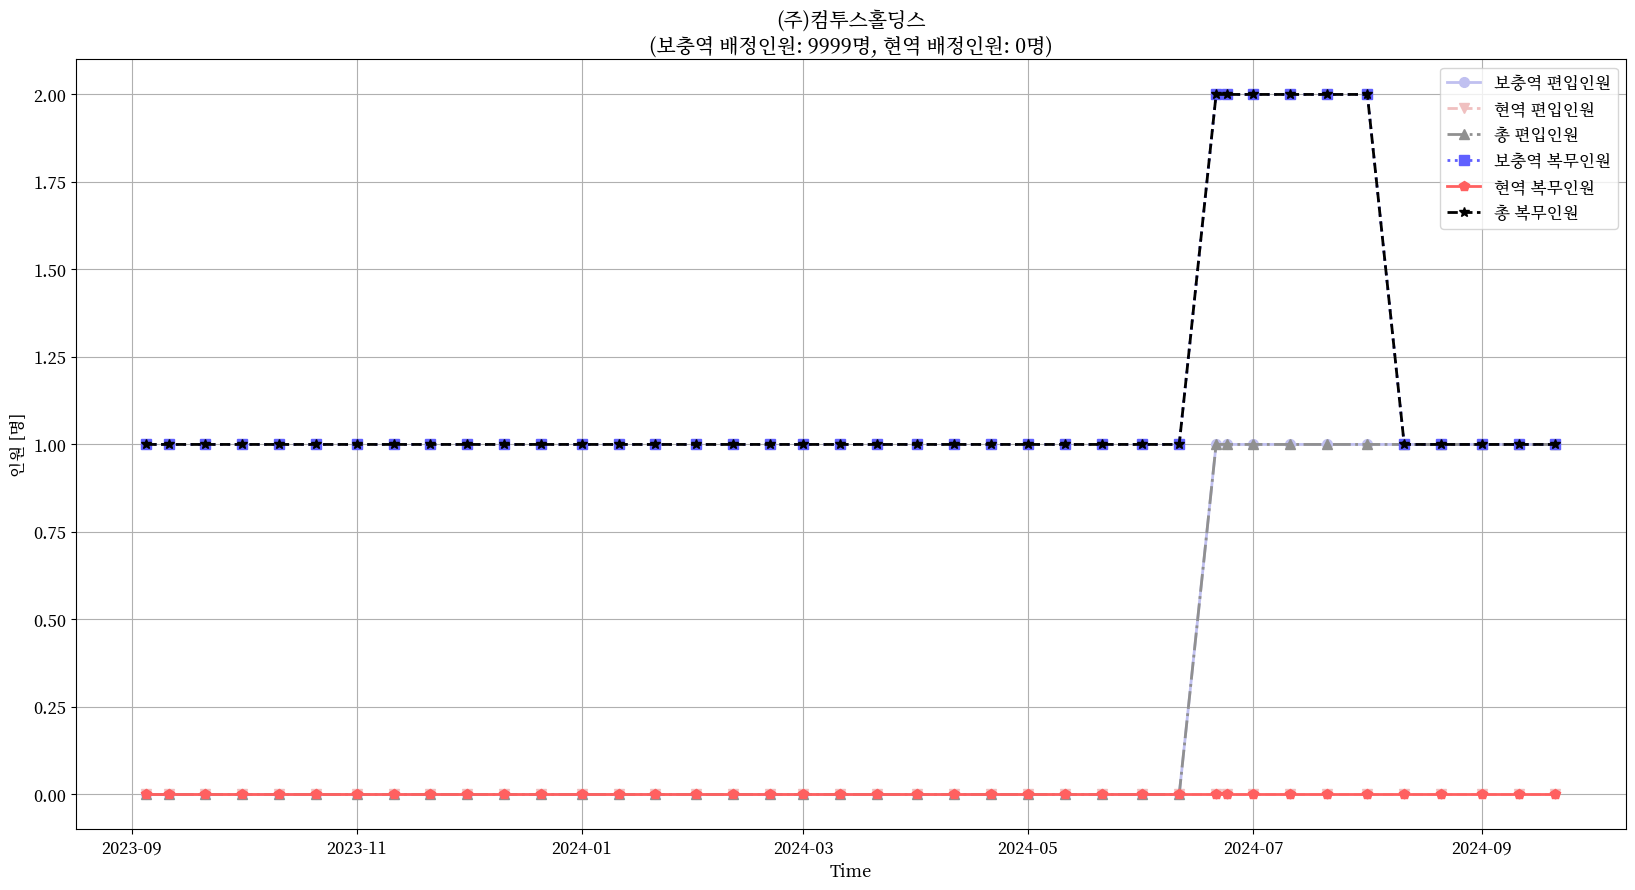 (주)컴투스홀딩스
(보충역 배정인원: 9999명, 현역 배정인원: 0명)
보충역 편입인원
현역 편입인원
총 편입인원
보충역 복무인원
현역 복무인원
총 복무인원
2.00
1.75
1.50
1.25
1.00
0.75
0.50
0.25
0.00
인원 [명]
2023-09 2023-11 2024-01 2024-03 2024-05 2024-07 2024-09
Time